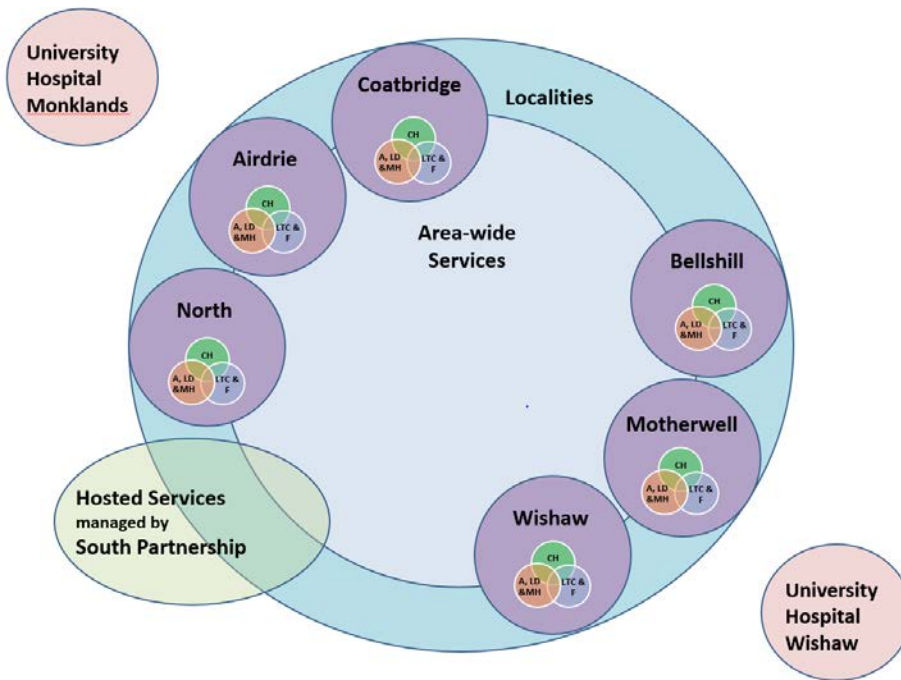 University
Hospital
Monklands
Coatbridge
CH
A, LD
&MH
LTC &
F
Localities
Airdrie
CH
A, LD
&MH
LTC &
F
Area-wide
Services
Bellshill
CH
A, LD
&MH
LTC &
F
North
CH
A, LD
&MH
LTC &
F
Motherwell
CH
A, LD
&MH
LTC &
F
Hosted Services
managed by
South Partnership
Wishaw
CH
A, LD
&MH
LTC &
F
University
Hospital
Wishaw